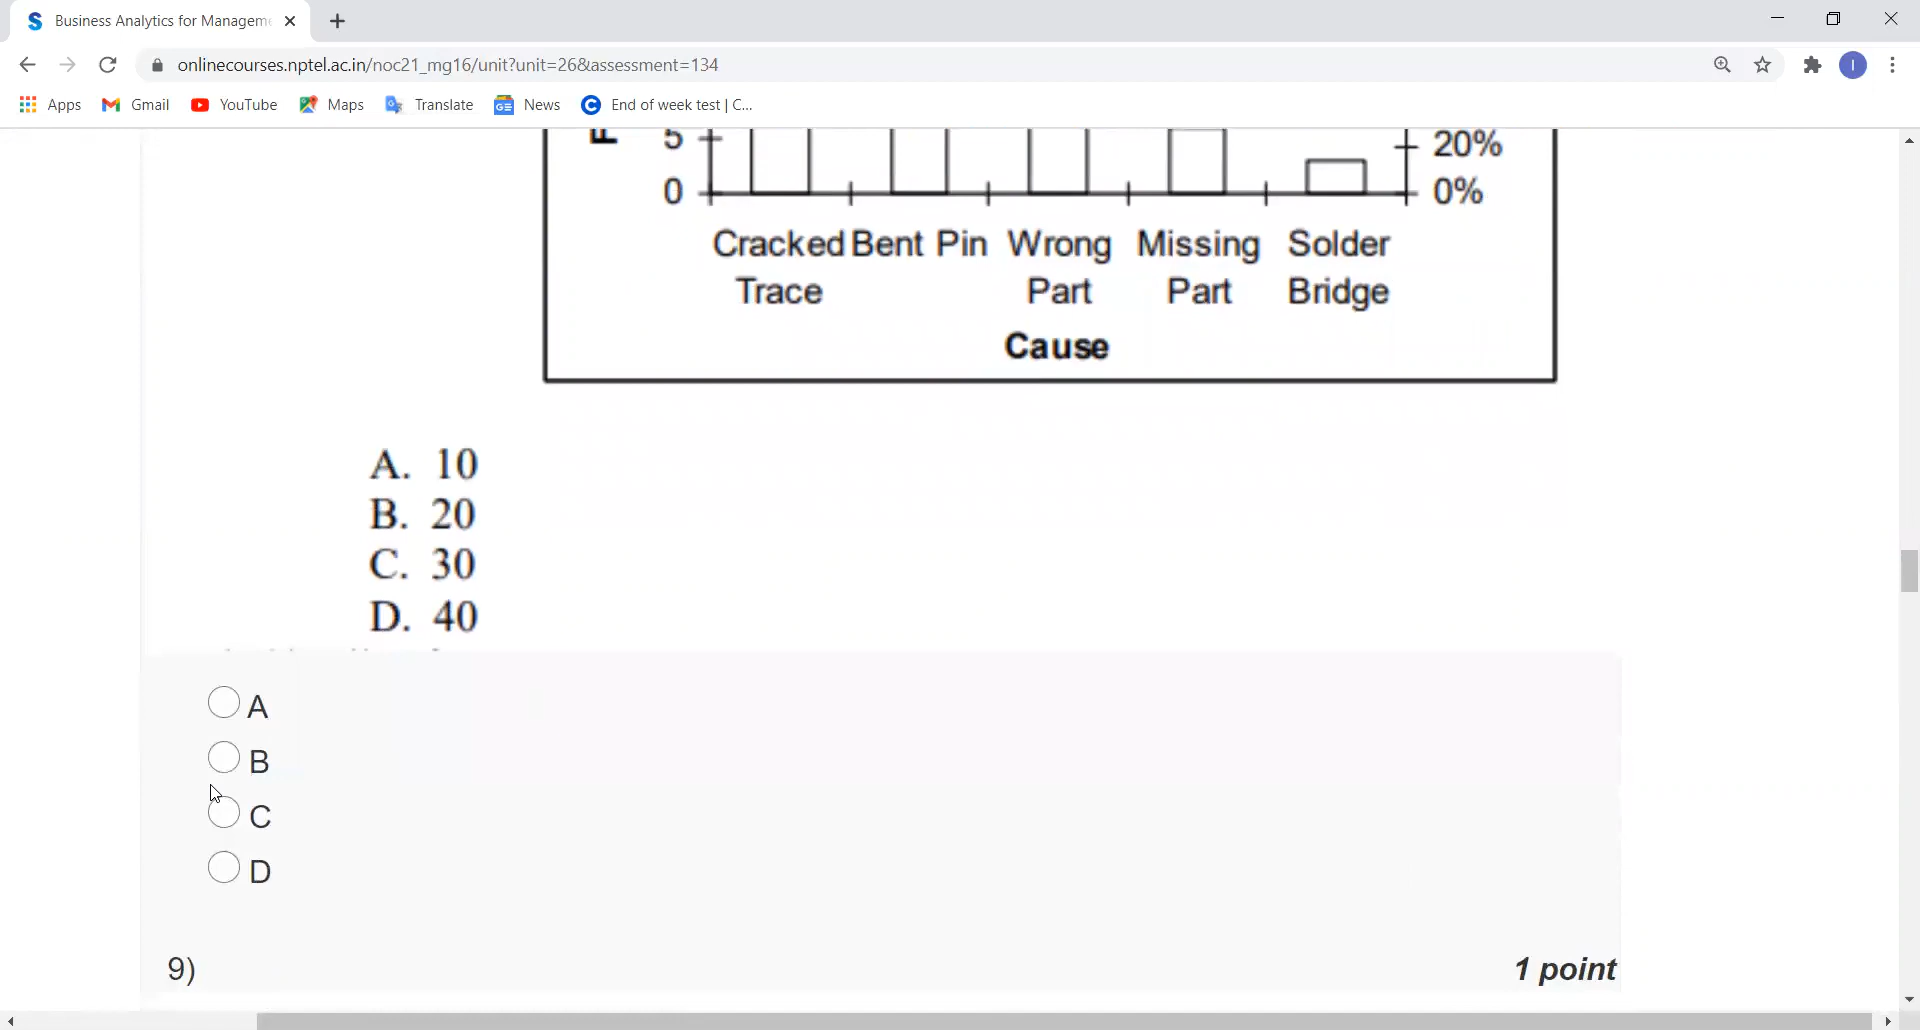 Business Analytics for Managem
onlinecourses.nptel.ac.in/noc21_mg16/unit?unit=26&assessment=134
I
Apps Gmail YouTube Maps Translate News End of week test | C...
5 20%
0 0%
Cracked Bent Pin Wrong Missing Solder
Trace Part Part Bridge
Cause
A. 10
B. 20
C. 30
D. 40
A
B
C
D
9) 1 point